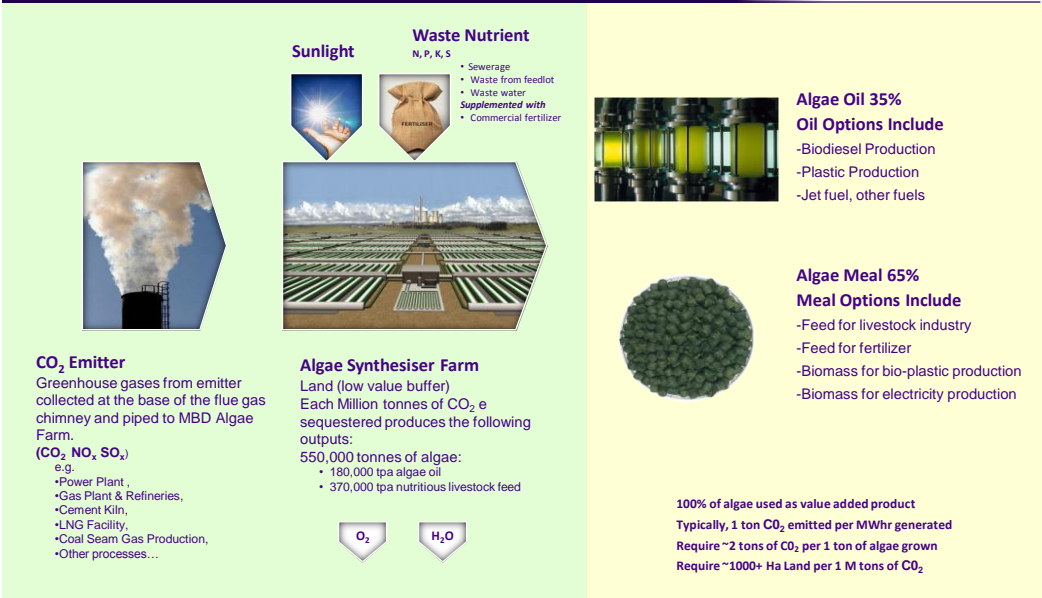 Sunlight
Waste Nutrient
N, P, K, S
• Sewerage
• Waste from feedlot
• Waste water
Supplemented with
• Commercial fertilizer
FERTILISER
CO₂ Emitter
Greenhouse gases from emitter
collected at the base of the flue gas
chimney and piped to MBD Algae
Farm.
(CO₂ NOₓ SOₓ)
e.g.
•Power Plant ,
•Gas Plant & Refineries,
•Cement Kiln,
•LNG Facility,
•Coal Seam Gas Production,
•Other processes…
Algae Synthesiser Farm
Land (low value buffer)
Each Million tonnes of CO₂ e
sequestered produces the following
outputs:
550,000 tonnes of algae:
• 180,000 tpa algae oil
• 370,000 tpa nutritious livestock feed
O₂
H₂O
Algae Oil 35%
Oil Options Include
-Biodiesel Production
-Plastic Production
-Jet fuel, other fuels
Algae Meal 65%
Meal Options Include
-Feed for livestock industry
-Feed for fertilizer
-Biomass for bio-plastic production
-Biomass for electricity production
100% of algae used as value added product
Typically, 1 ton C0₂ emitted per MWhr generated
Require ~2 tons of C0₂ per 1 ton of algae grown
Require ~1000+ Ha Land per 1 M tons of C0₂